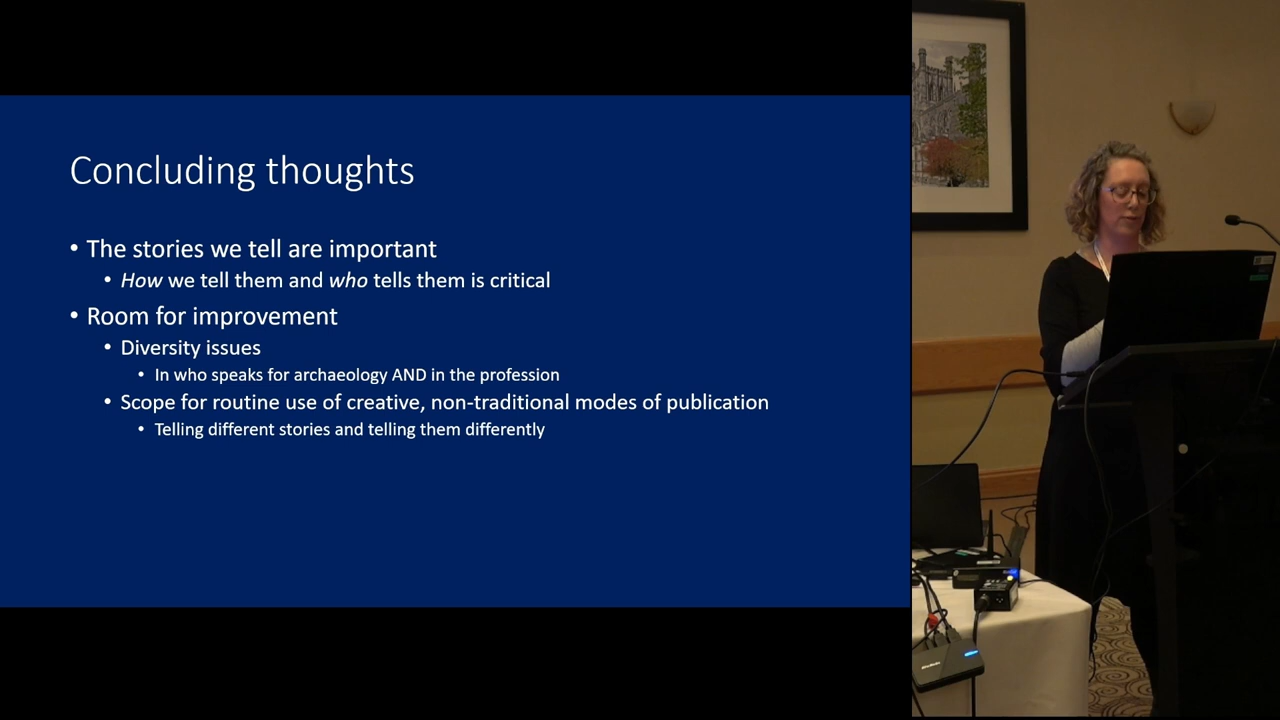 Concluding thoughts
• The stories we tell are important
• How we tell them and who tells them is critical
• Room for improvement
• Diversity issues
• In who speaks for archaeology AND in the profession
• Scope for routine use of creative, non-traditional modes of publication
• Telling different stories and telling them differently